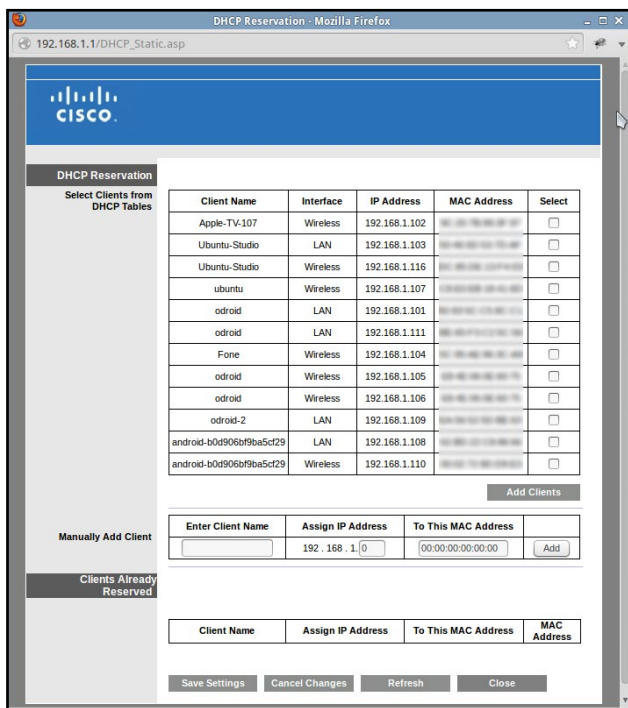 DHCP Reservation - Mozilla Firefox
192.168.1.1/DHCP_Static.asp
CISCO.
DHCP Reservation
Select Clients from
DHCP Tables
Client Name Interface IP Address MAC Address Select
Apple-TV-107 Wireless 192.168.1.102
Ubuntu-Studio LAN 192.168.1.103
Ubuntu-Studio Wireless 192.168.1.116
ubuntu Wireless 192.168.1.107
odroid LAN 192.168.1.101
odroid LAN 192.168.1.111
Fone Wireless 192.168.1.104
odroid Wireless 192.168.1.105
odroid Wireless 192.168.1.106
odroid-2 LAN 192.168.1.109
android-b0d906bf9ba5cf29 LAN 192.168.1.108
android-b0d906bf9ba5cf29 Wireless 192.168.1.110
Add Clients
Manually Add Client
Enter Client Name Assign IP Address To This MAC Address
192 . 168 . 1. 0 00:00:00:00:00:00 Add
Clients Already
Reserved
Client Name Assign IP Address To This MAC Address MAC Address
Save Settings Cancel Changes Refresh Close